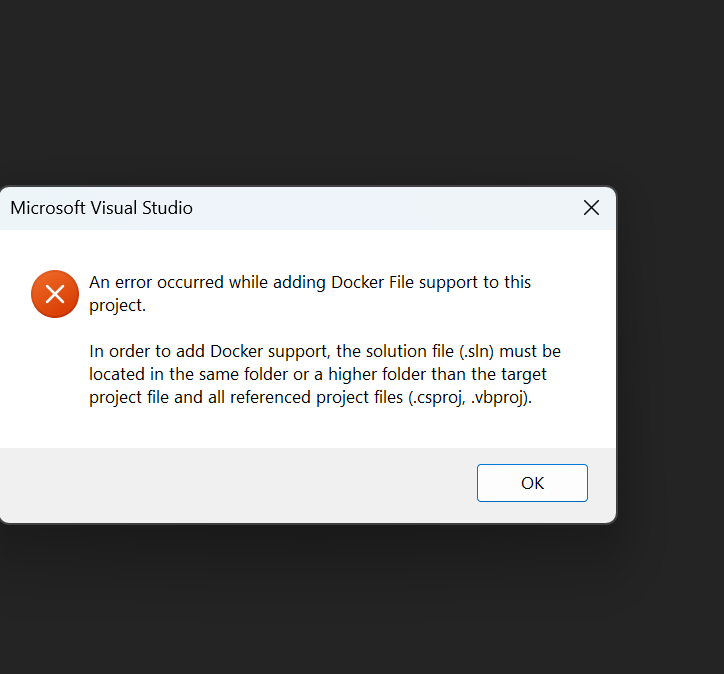 Microsoft Visual Studio
An error occurred while adding Docker File support to this
project.
In order to add Docker support, the solution file (.sln) must be
located in the same folder or a higher folder than the target
project file and all referenced project files (.csproj, .vbproj).
OK